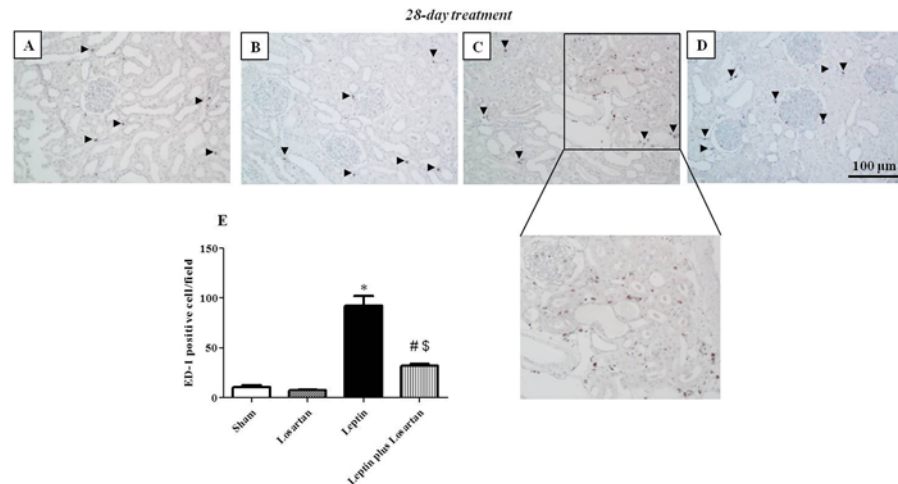 28-day treatment
A
B
C
D
100 µm
E
ED-1 positive cell/field
150
100
50
0
*
# $
Sham
Losartan
Leptin
Leptin plus Losartan